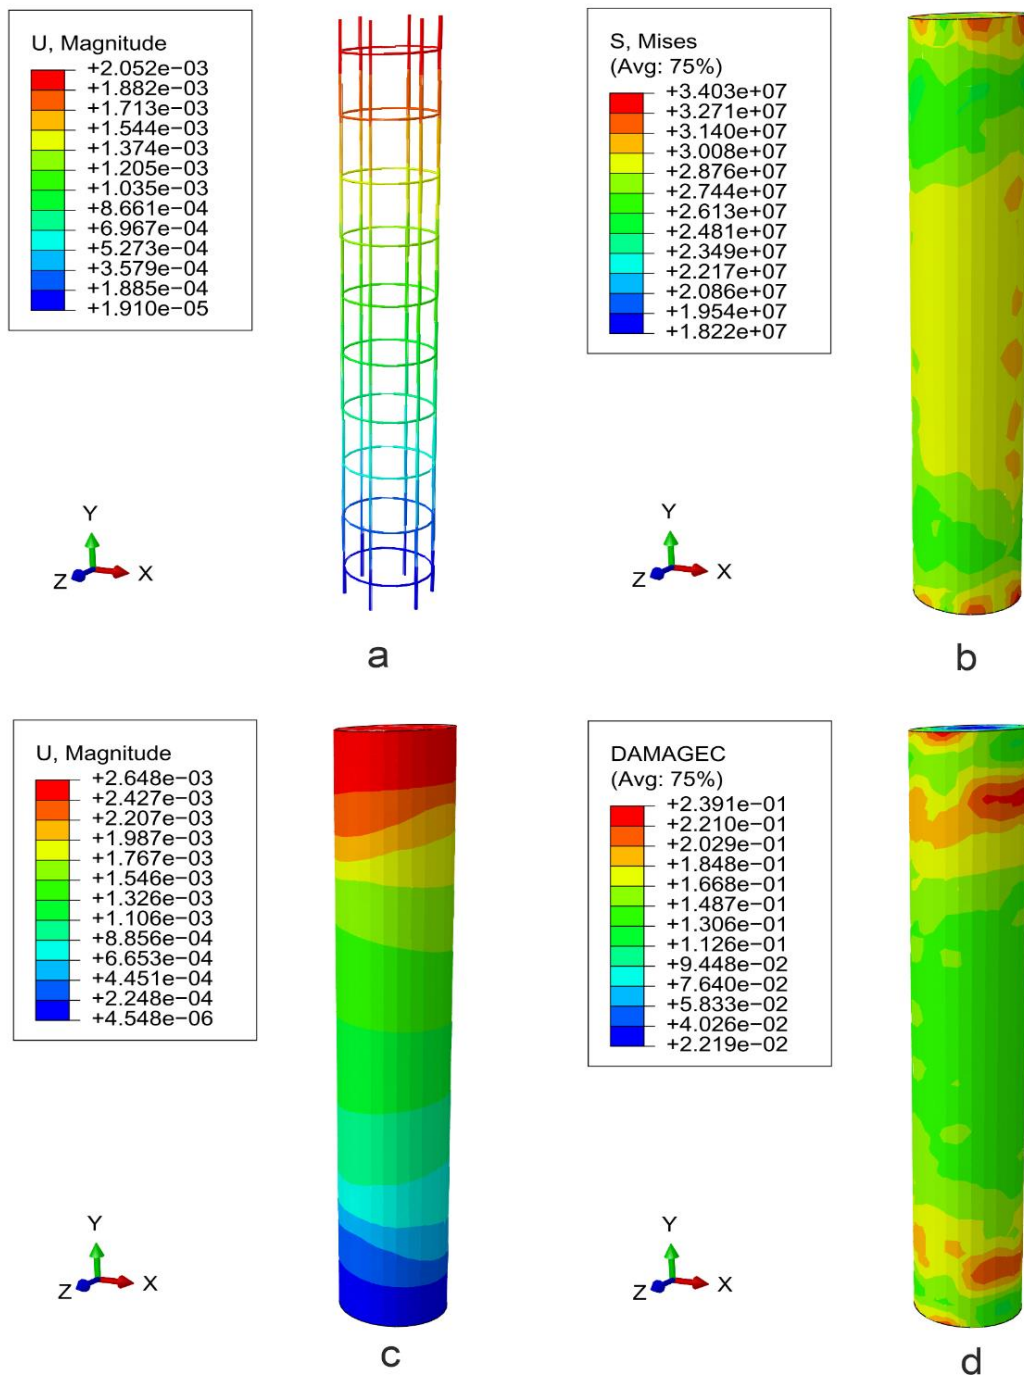 U, Magnitude
+2.052e−03
+1.882e−03
+1.713e−03
+1.544e−03
+1.374e−03
+1.205e−03
+1.035e−03
+8.661e−04
+6.967e−04
+5.273e−04
+3.579e−04
+1.885e−04
+1.910e−05
Y
Z
X
a
S, Mises
(Avg: 75%)
+3.403e+07
+3.271e+07
+3.140e+07
+3.008e+07
+2.876e+07
+2.744e+07
+2.613e+07
+2.481e+07
+2.349e+07
+2.217e+07
+2.086e+07
+1.954e+07
+1.822e+07
Y
Z
X
b
U, Magnitude
+2.648e−03
+2.427e−03
+2.207e−03
+1.987e−03
+1.767e−03
+1.546e−03
+1.326e−03
+1.106e−03
+8.856e−04
+6.653e−04
+4.451e−04
+2.248e−04
+4.548e−06
Y
Z
X
c
DAMAGEC
(Avg: 75%)
+2.391e−01
+2.210e−01
+2.029e−01
+1.848e−01
+1.668e−01
+1.487e−01
+1.306e−01
+1.126e−01
+9.448e−02
+7.640e−02
+5.833e−02
+4.026e−02
+2.219e−02
Y
Z
X
d